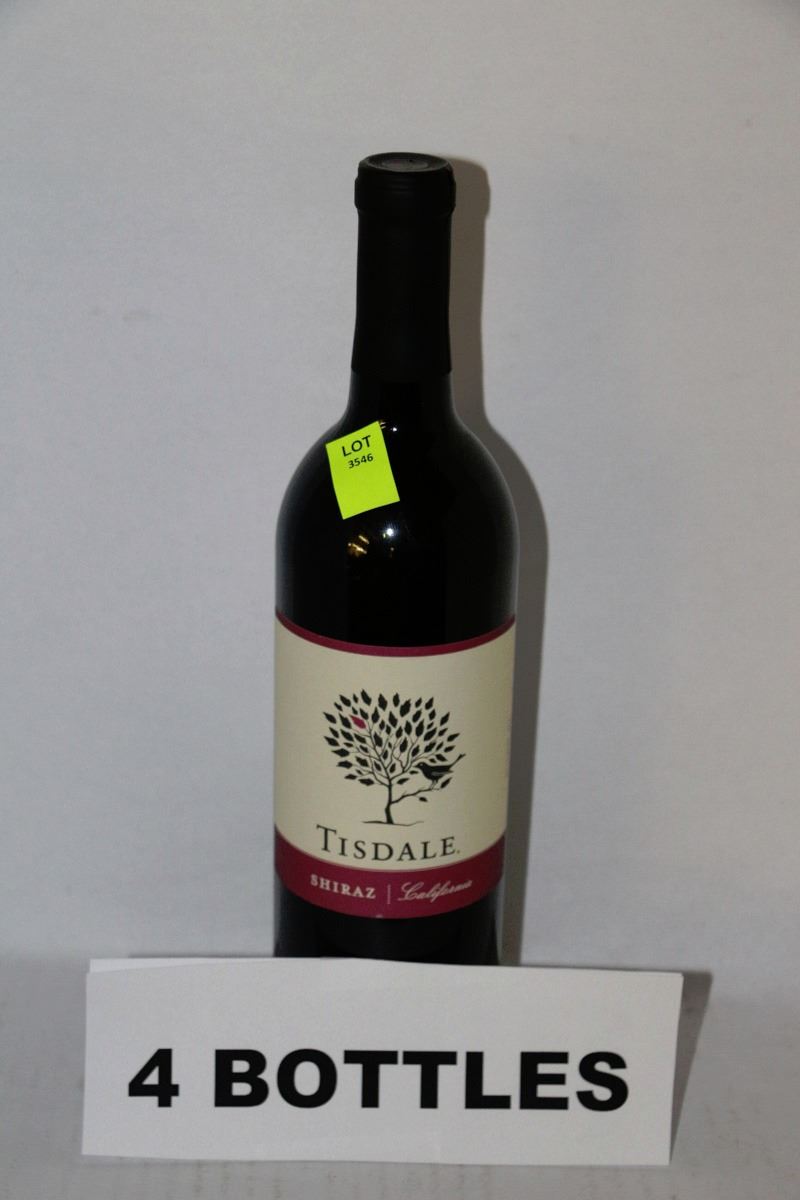 LOT
3546
TISDALE.
SHIRAZ | California
4 BOTTLES